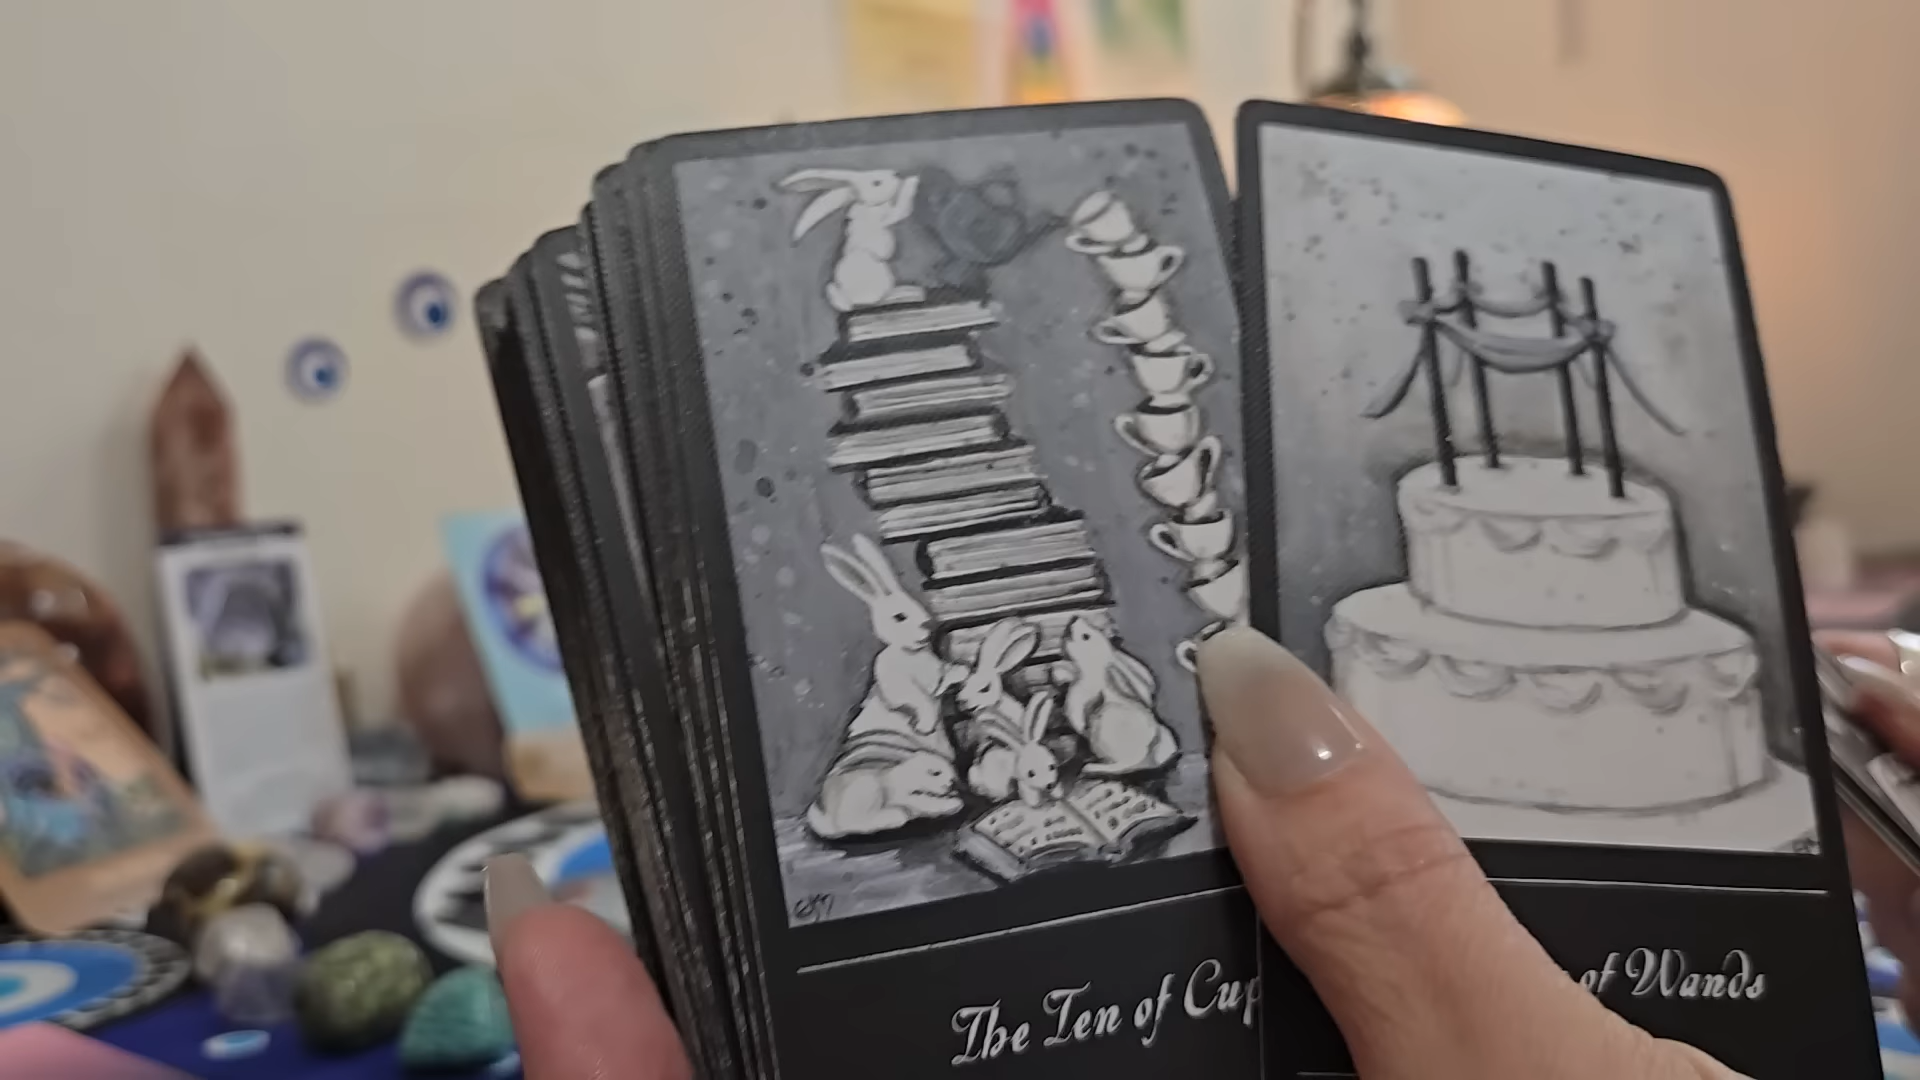 The Ten of Cup
of Wands